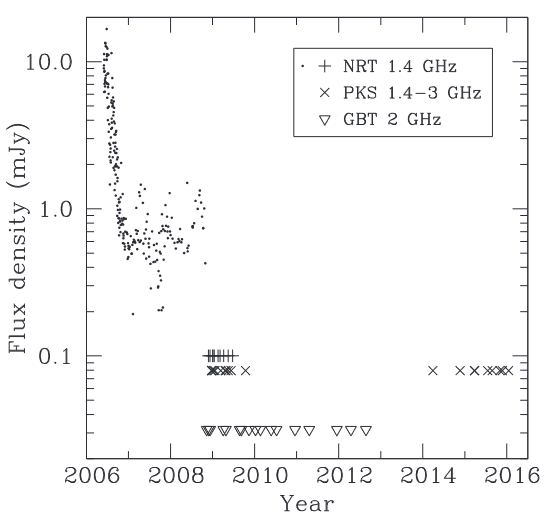 10.0
1.0
0.1
Flux density (mJy)
NRT 1.4 GHz
PKS 1.4−3 GHz
GBT 2 GHz
2006 2008 2010 2012 2014 2016
Year